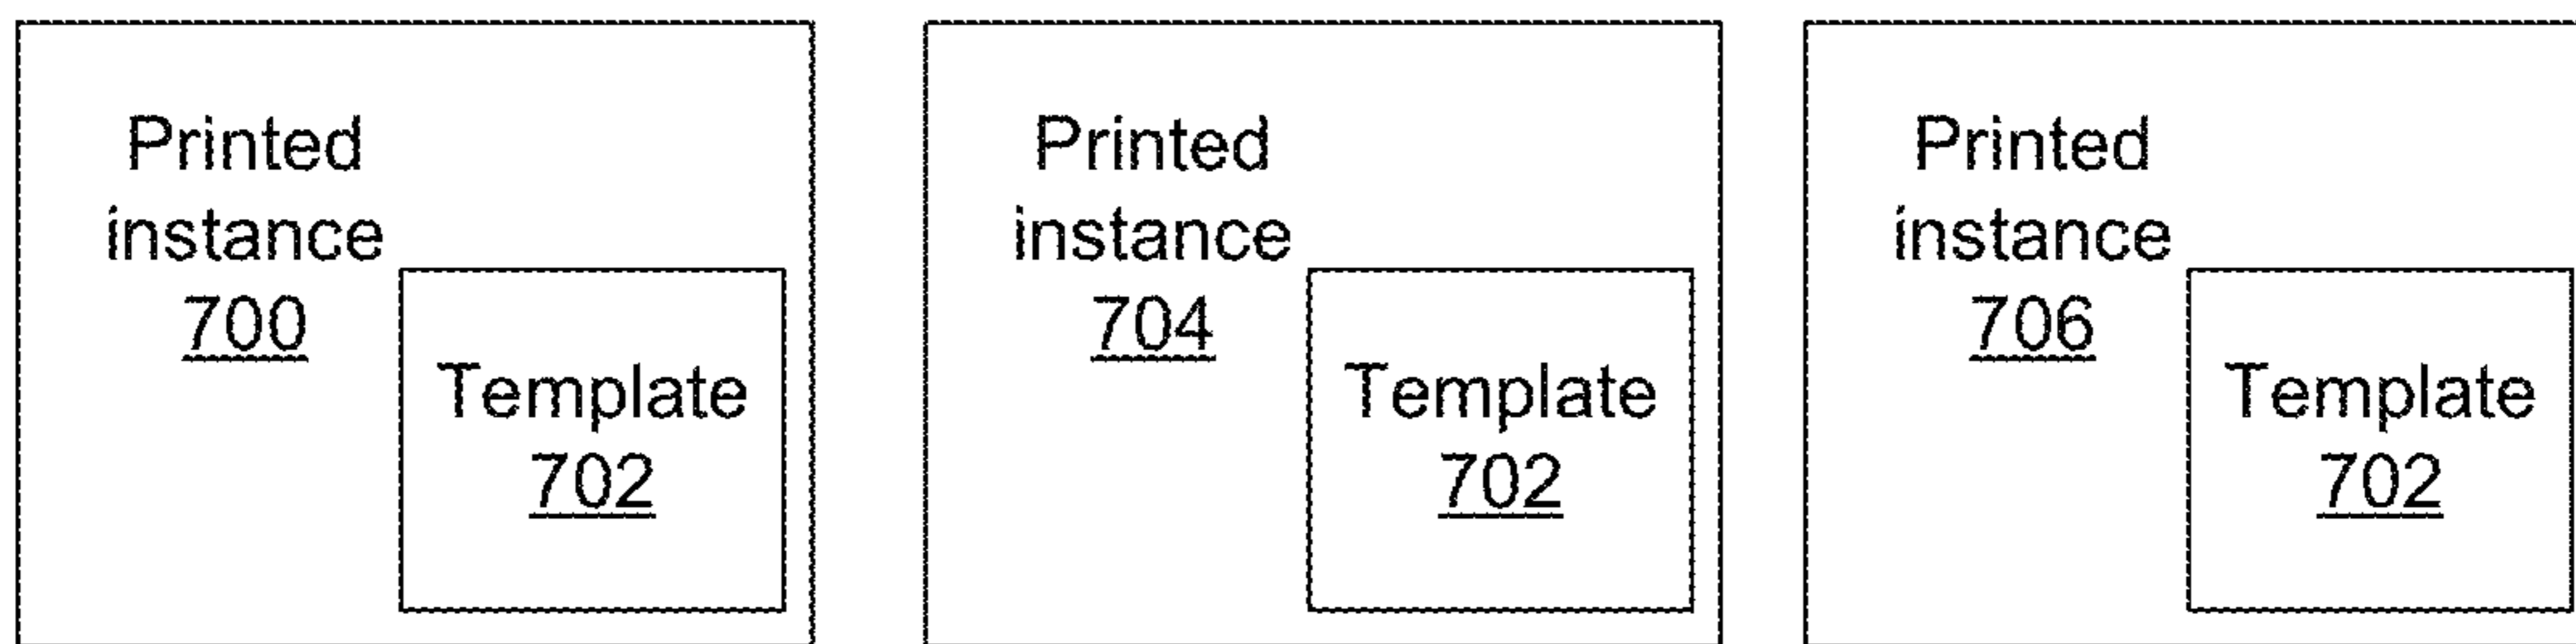 Printed
instance
700
Template
702
Printed
instance
704
Template
702
Printed
instance
706
Template
702